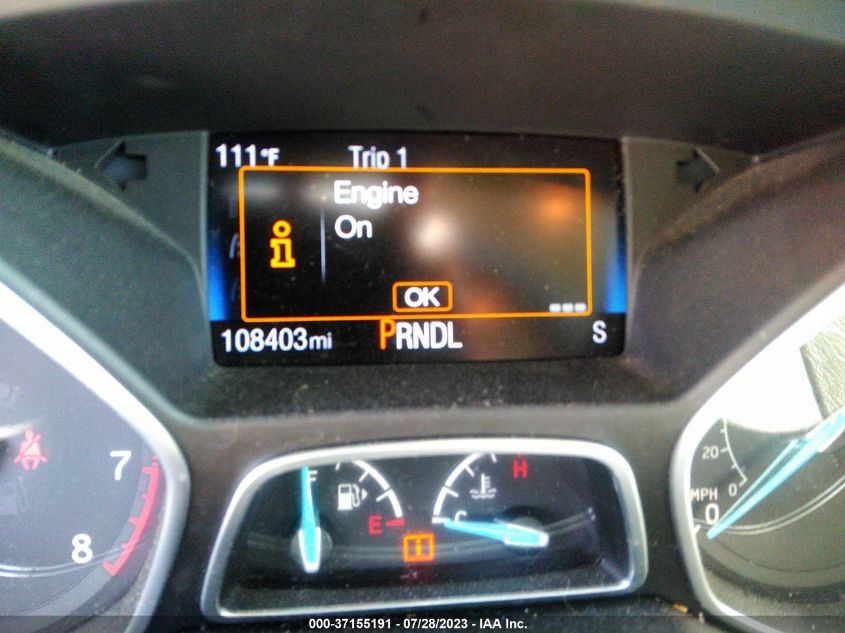 111°F Trip 1
Engine
On
OK
108403mi PRNDL S
7
8
F
E
H
C
20
MPH 0
0
000-37155191 - 07/28/2023 - IAA Inc.